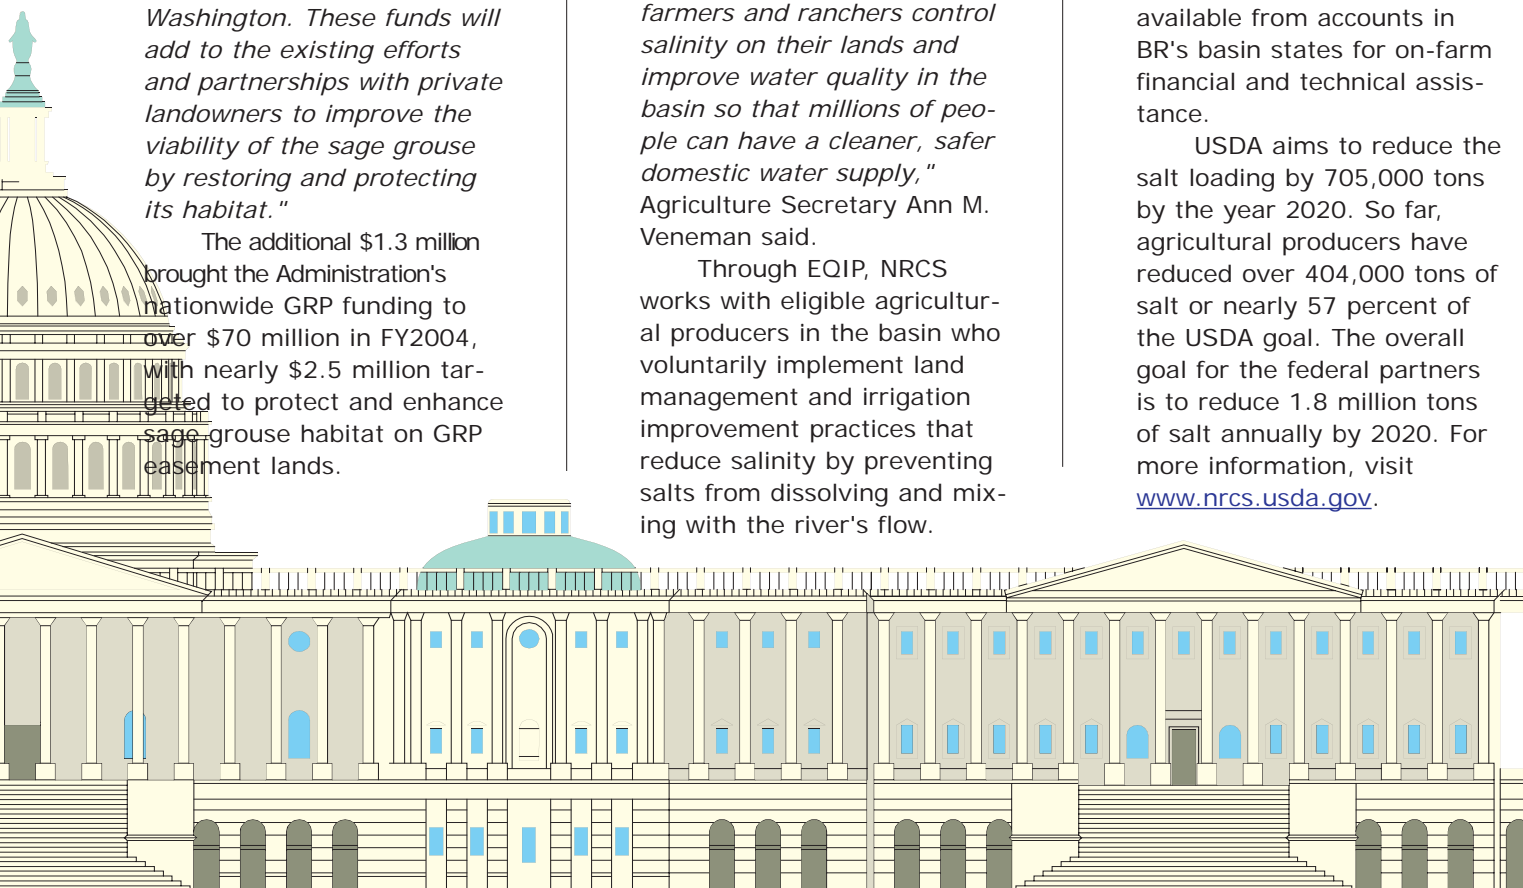 Washington. These funds will
add to the existing efforts
and partnerships with private
landowners to improve the
viability of the sage grouse
by restoring and protecting
its habitat."
The additional $1.3 million
brought the Administration's
nationwide GRP funding to
over $70 million in FY2004,
with nearly $2.5 million tar-
geted to protect and enhance
sage grouse habitat on GRP
easement lands.
farmers and ranchers control
salinity on their lands and
improve water quality in the
basin so that millions of peo-
ple can have a cleaner, safer
domestic water supply,"
Agriculture Secretary Ann M.
Veneman said.
Through EQIP, NRCS
works with eligible agricultur-
al producers in the basin who
voluntarily implement land
management and irrigation
improvement practices that
reduce salinity by preventing
salts from dissolving and mix-
ing with the river's flow.
available from accounts in
BR's basin states for on-farm
financial and technical assis-
tance.
USDA aims to reduce the
salt loading by 705,000 tons
by the year 2020. So far,
agricultural producers have
reduced over 404,000 tons of
salt or nearly 57 percent of
the USDA goal. The overall
goal for the federal partners
is to reduce 1.8 million tons
of salt annually by 2020. For
more information, visit
www.nrcs.usda.gov.